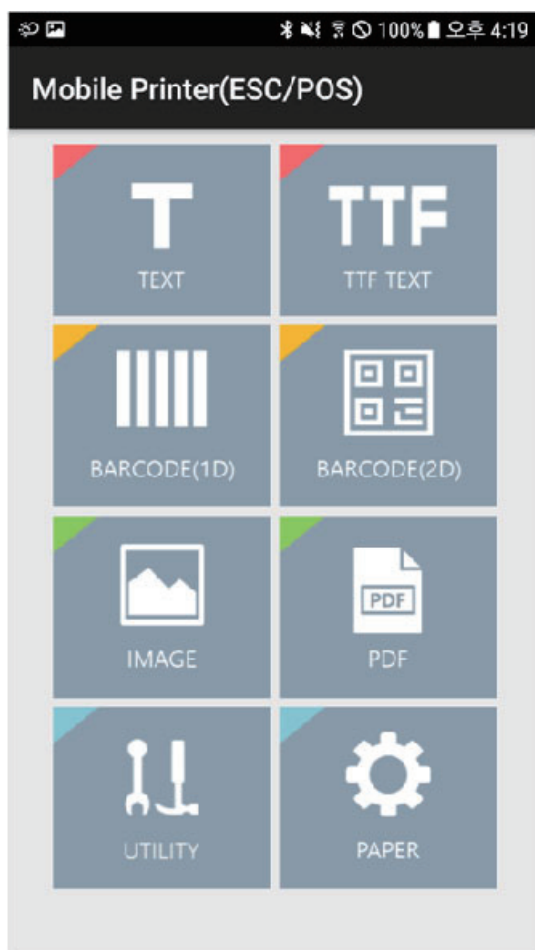 100% 오후 4:19
Mobile Printer(ESC/POS)
T
TEXT
TTF
TTF TEXT
BARCODE(1D)
BARCODE(2D)
IMAGE
PDF
PDF
UTILITY
PAPER